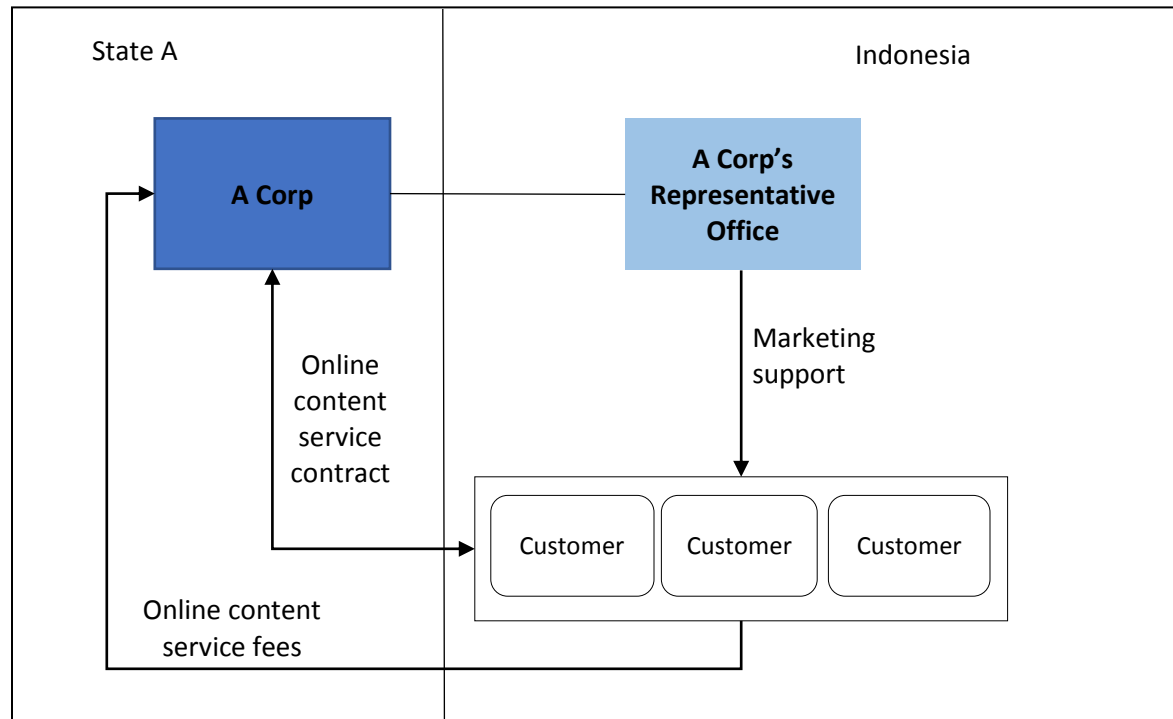 State A
Indonesia
A Corp
A Corp’s
Representative
Office
Marketing
support
Online
content
service
contract
Customer
Customer
Customer
Online content
service fees